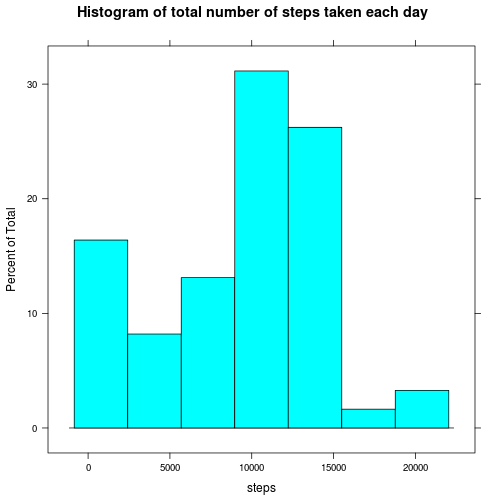 Histogram of total number of steps taken each day
Percent of Total
30
20
10
0
0 5000 10000 15000 20000
steps